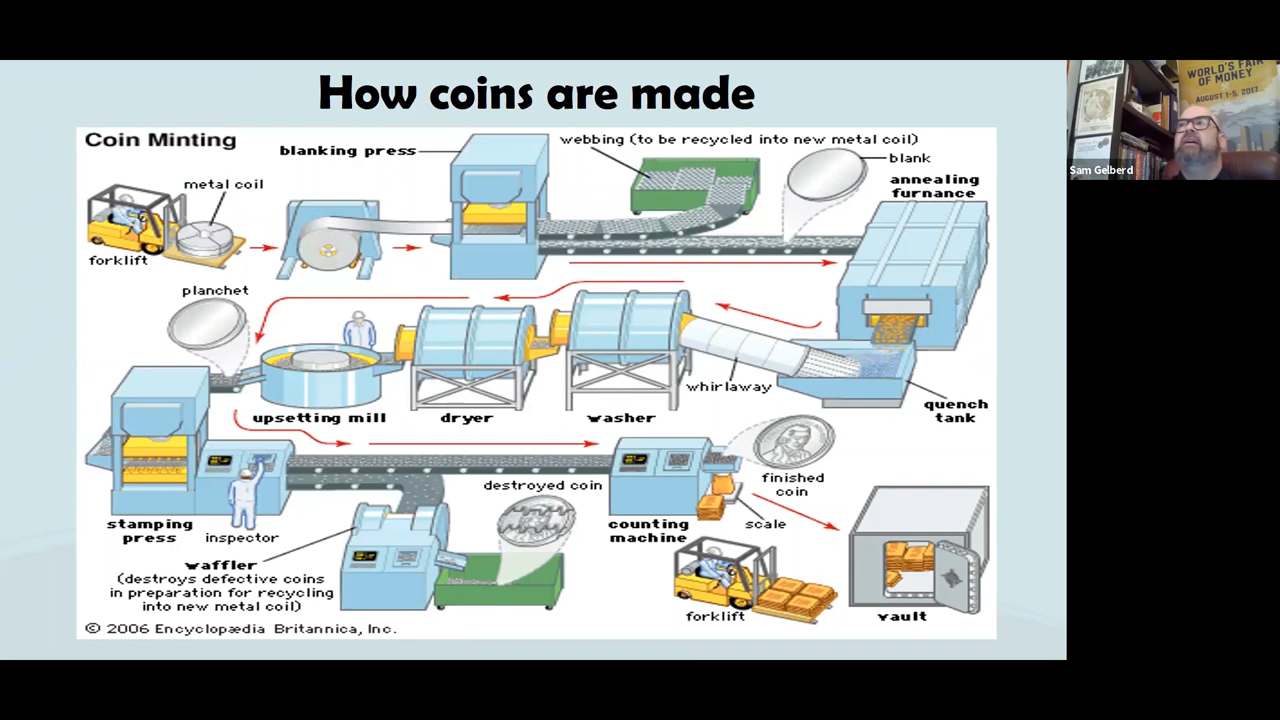 How coins are made
Coin Minting
webbing (to be recycled into new metal coil)
blanking press
blank
annealing
furnance
metal coil
forklift
planchet
whirlaway
quench
tank
upsetting mill
dryer
washer
finished
coin
destroyed coin
stamping
press
inspector
counting
machine
scale
waffler
(destroys defective coins
in preparation for recycling
into new metal coil)
forklift
vault
© 2006 Encyclopædia Britannica, Inc.
WORLD'S FAIR
OF MONEY
AUGUST 1-5, 2017
Sam Gelberd